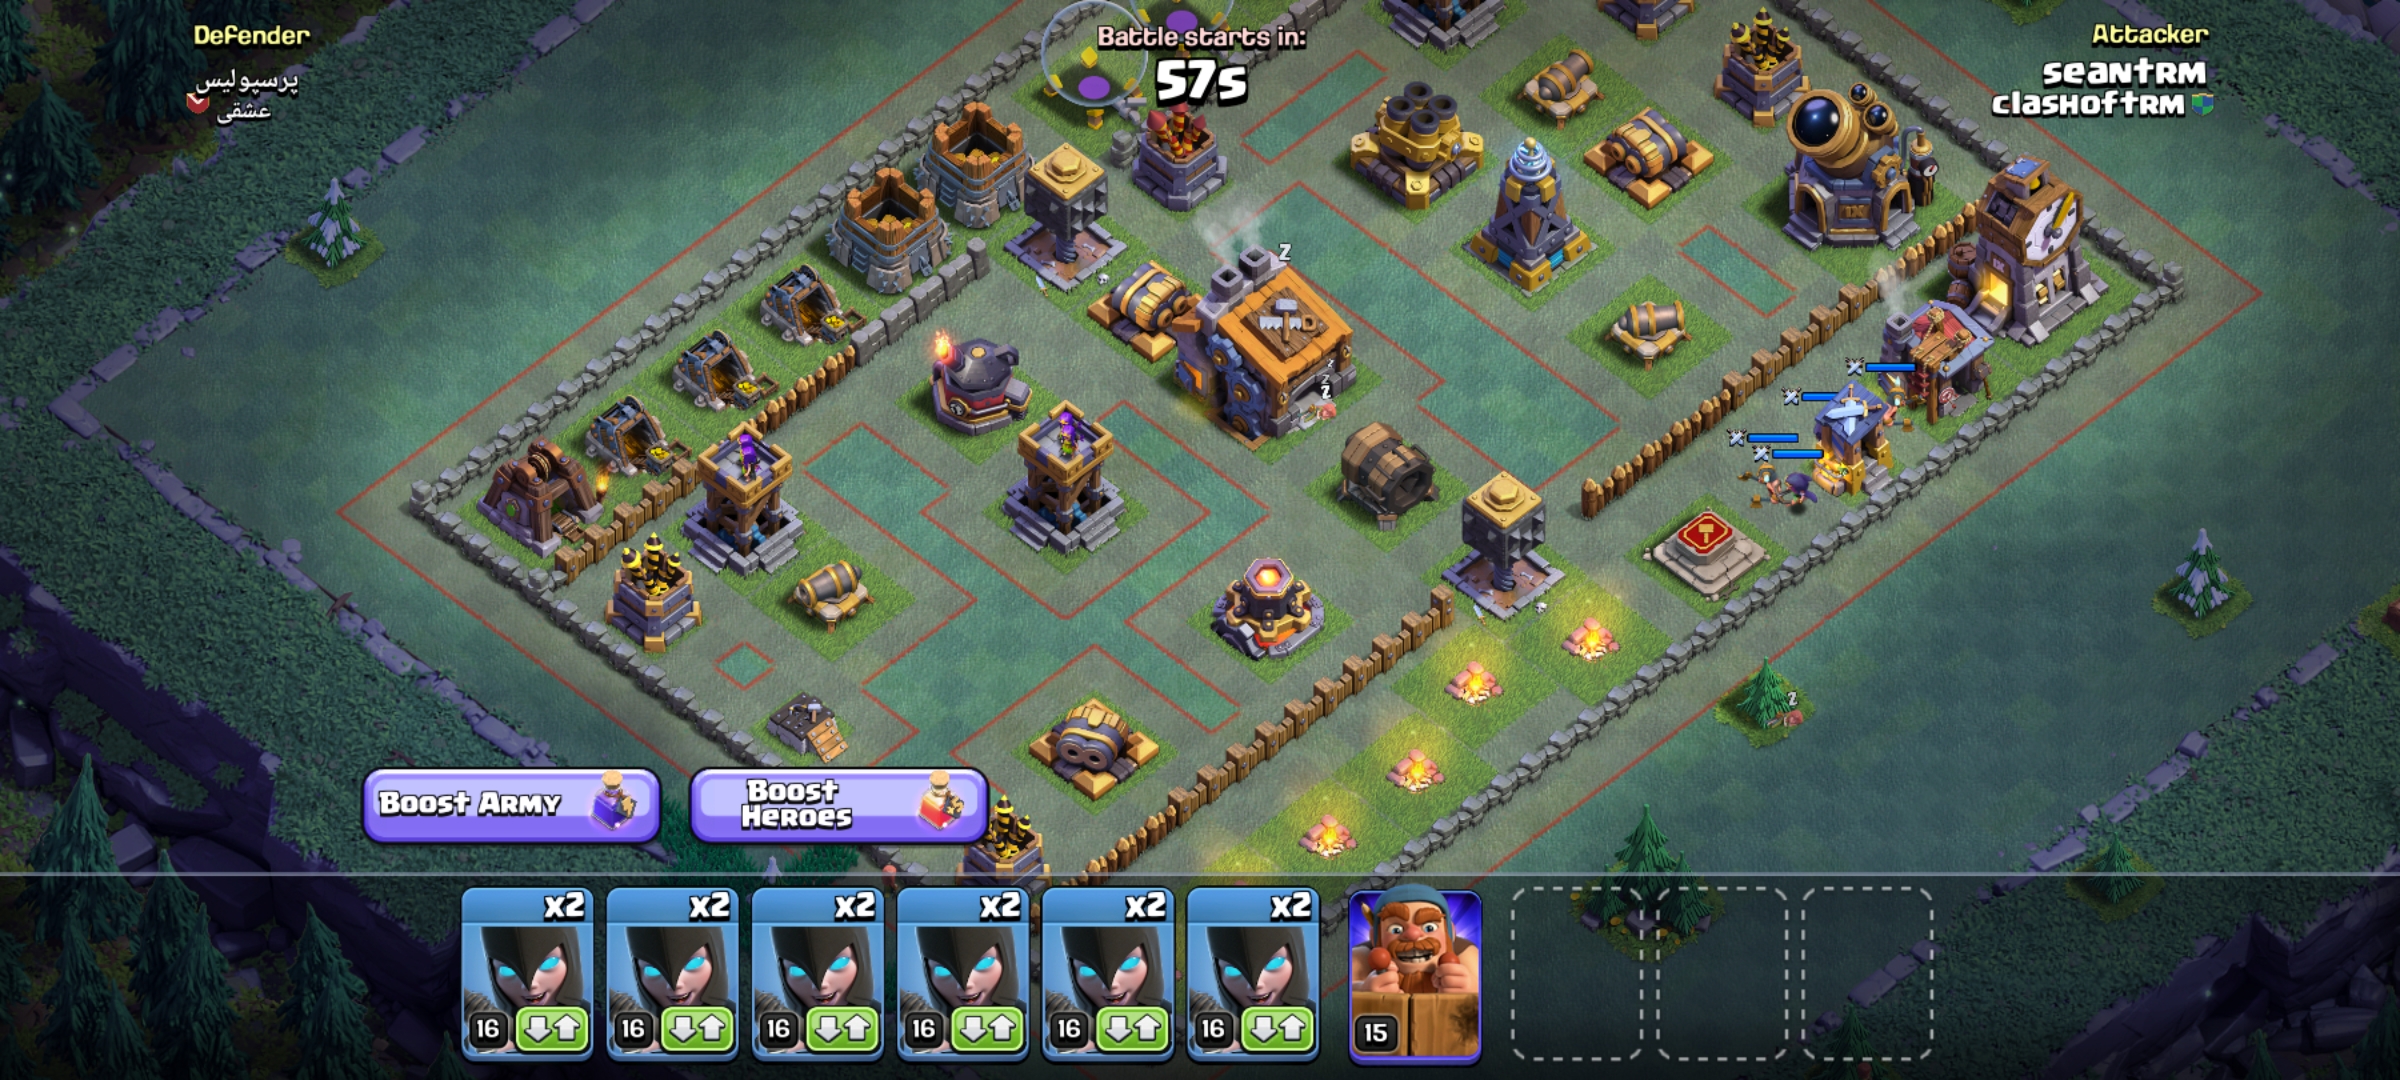 Defender
پرسپولیس
عشقی
Battle starts in:
57s
Attacker
seantRM
clashoftRM
Boost Army
Boost
Heroes
x2
x2
x2
x2
x2
x2
16
16
16
16
16
16
15